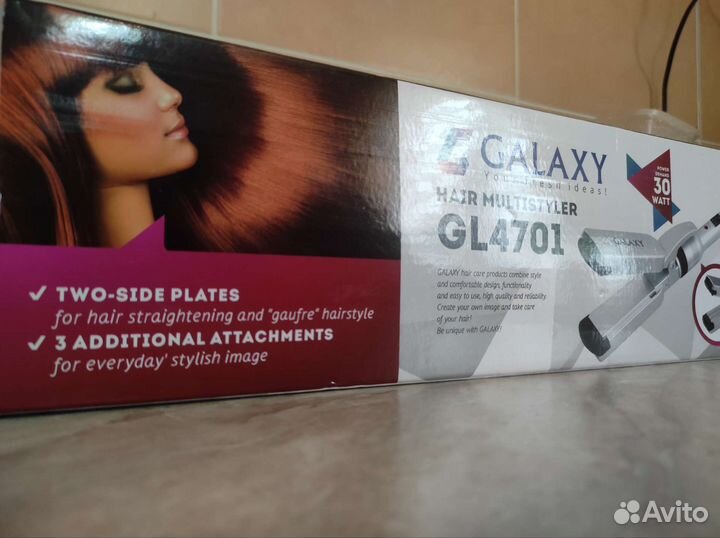 ✓ TWO-SIDE PLATES
for hair straightening and "gaufre" hairstyle
✓ 3 ADDITIONAL ATTACHMENTS
for everyday' stylish image
GALAXY
Your fresh ideas!
HAIR MULTISTYLER
GL4701
GALAXY hair care products combine style
and comfortable design, functionality
and easy to use, high quality and reliability.
Create your own image and take care
of your hair!
Be unique with GALAXY!
POWER
DEMAND
30
WATT
GALAXY
Avito